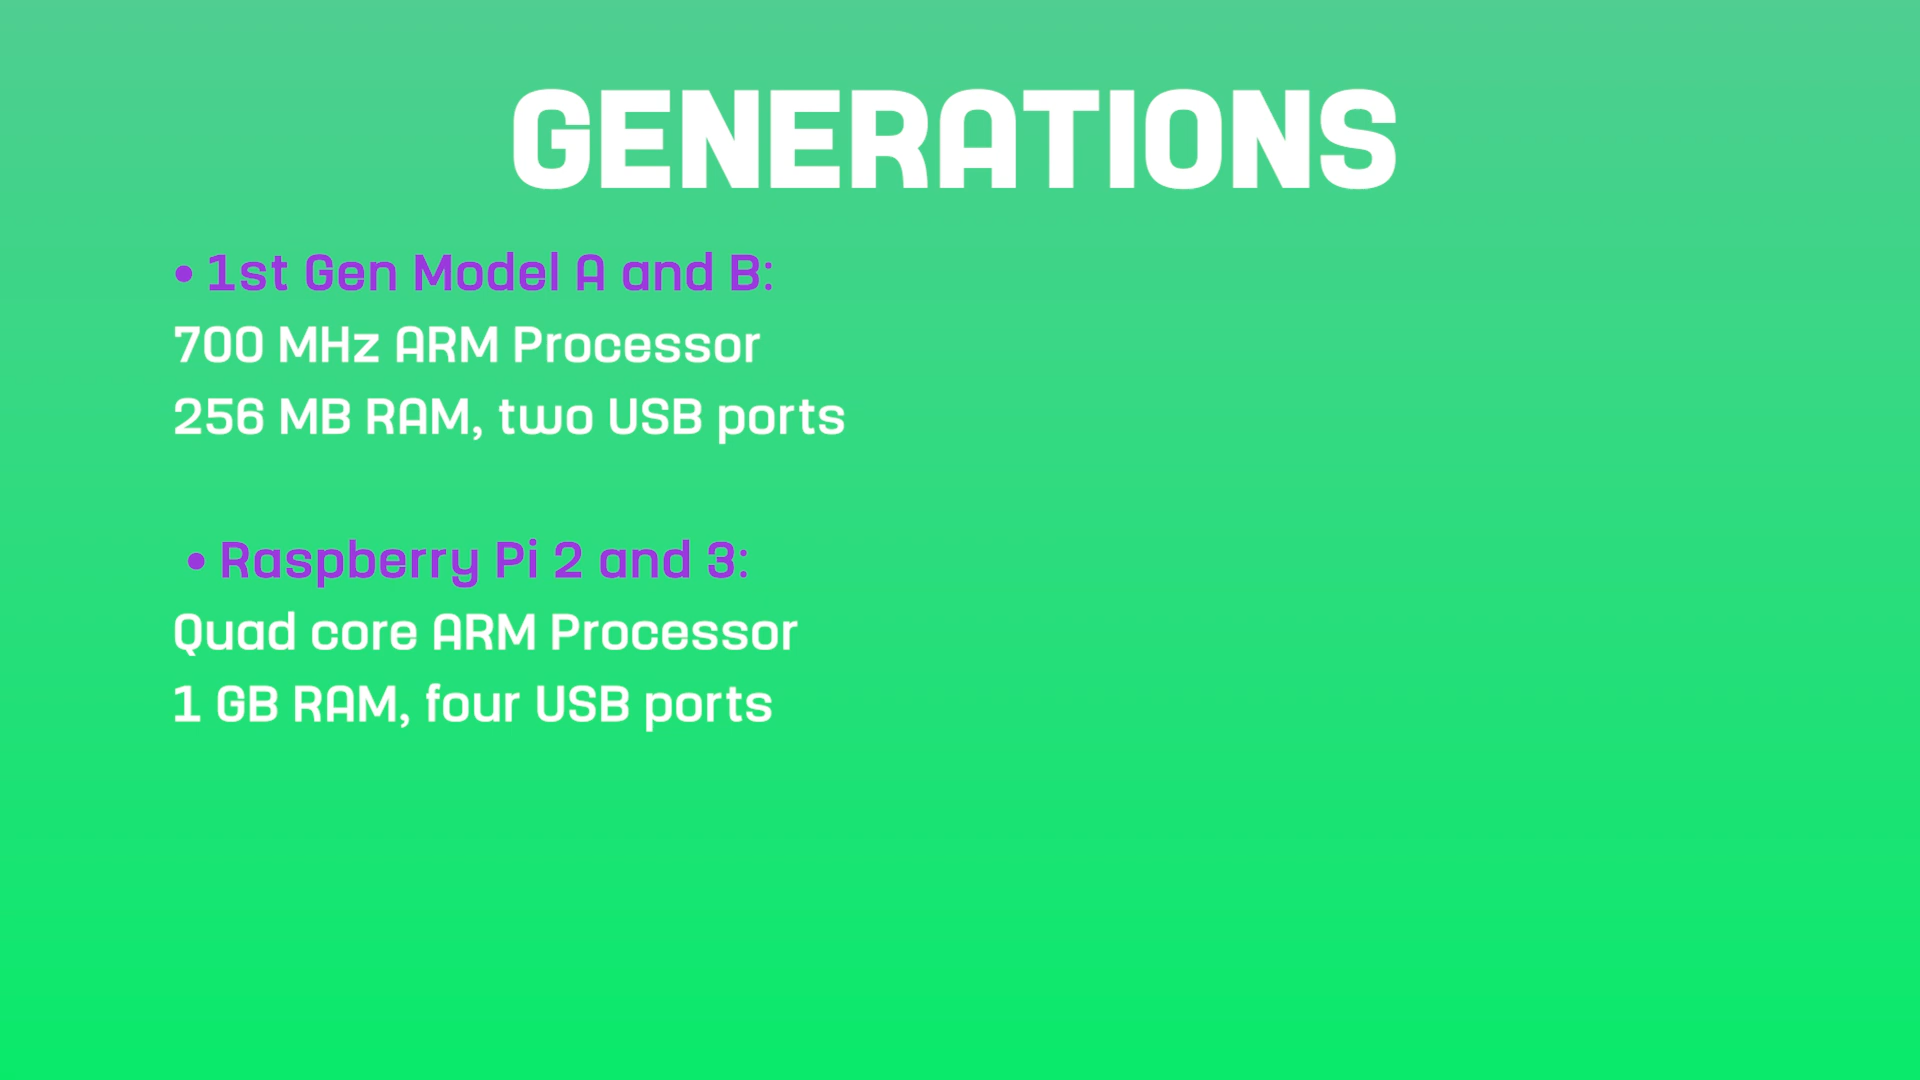 GENERATIONS
• 1st Gen Model A and B:
700 MHz ARM Processor
256 MB RAM, two USB ports
• Raspberry Pi 2 and 3:
Quad core ARM Processor
1 GB RAM, four USB ports